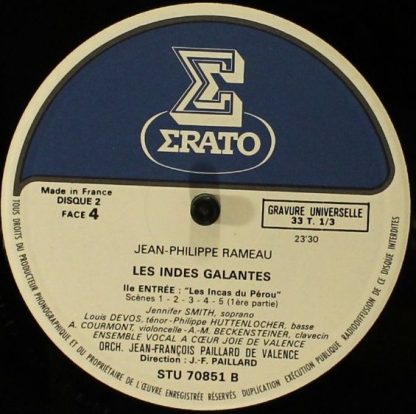 Σ
ΣRATO
Made in France
DISQUE 2
FACE 4
GRAVURE UNIVERSELLE
33 T. 1/3
23'30
JEAN-PHILIPPE RAMEAU
LES INDES GALANTES
IIe ENTRÉE : "Les Incas du Pérou"
Scènes 1 - 2 - 3 - 4 - 5 (1ère partie)
Jennifer SMITH, soprano
Louis DEVOS, ténor - Philippe HUTTENLOCHER, basse
A. COURMONT, violoncelle - A.-M. BECKENSTEINER, clavecin
ENSEMBLE VOCAL A CŒUR JOIE DE VALENCE
ORCH. JEAN-FRANÇOIS PAILLARD DE VALENCE
Direction : J.-F. PAILLARD
STU 70851 B
TOUS DROITS DU PRODUCTEUR PHONOGRAPHIQUE ET DU PROPRIÉTAIRE DE L'ŒUVRE ENREGISTRÉE RÉSERVÉS DUPLICATION EXÉCUTION PUBLIQUE RADIODIFFUSION DE CE DISQUE INTERDITES